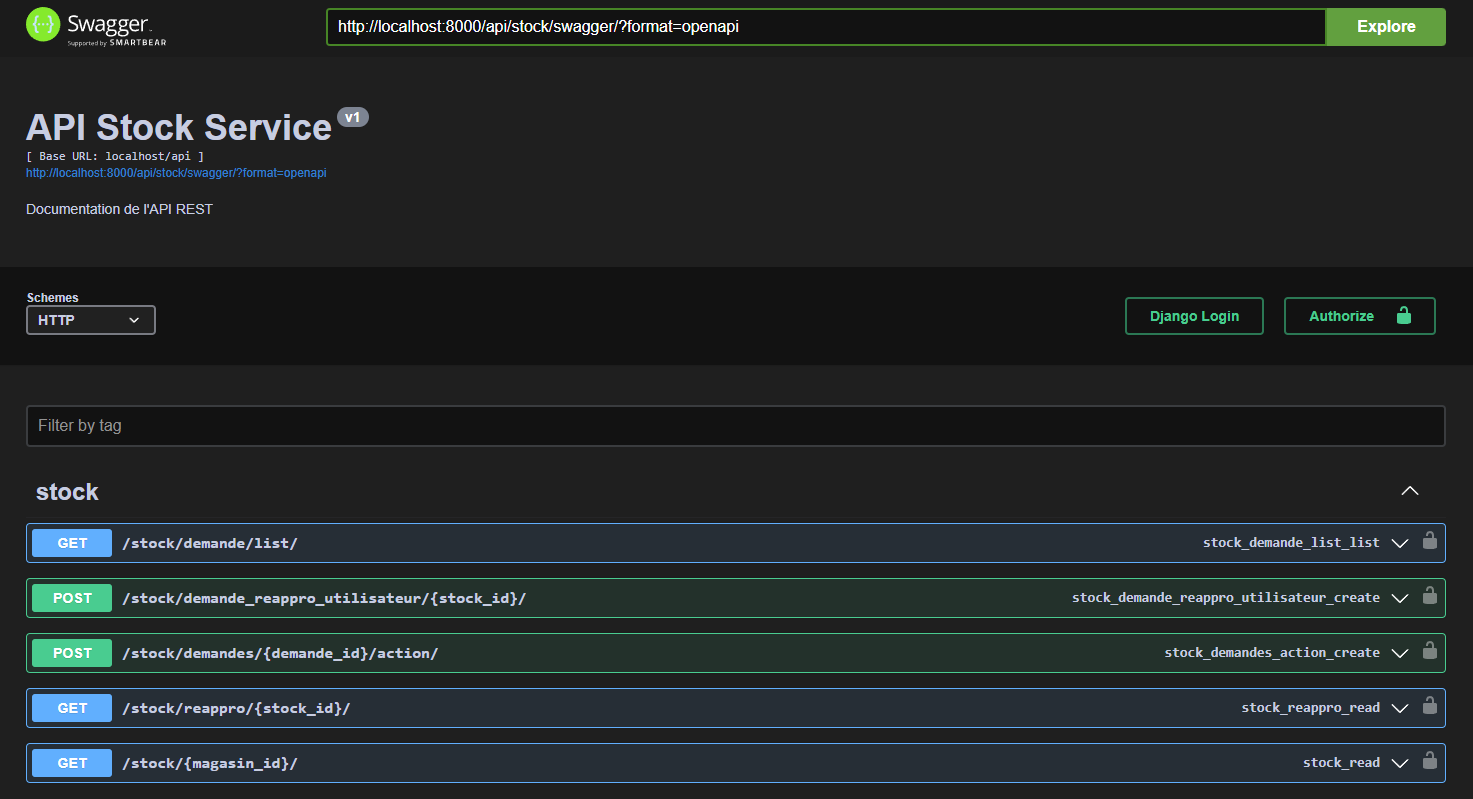 Swagger
Supported by SMARTBEAR
http://localhost:8000/api/stock/swagger/?format=openapi
Explore
API Stock Service v1
[ Base URL: localhost/api ]
http://localhost:8000/api/stock/swagger/?format=openapi
Documentation de l'API REST
Schemes
HTTP
Django Login
Authorize
Filter by tag
stock
GET /stock/demande/list/ stock_demande_list_list
POST /stock/demande_reappro_utilisateur/{stock_id}/ stock_demande_reappro_utilisateur_create
POST /stock/demandes/{demande_id}/action/ stock_demandes_action_create
GET /stock/reappro/{stock_id}/ stock_reappro_read
GET /stock/{magasin_id}/ stock_read